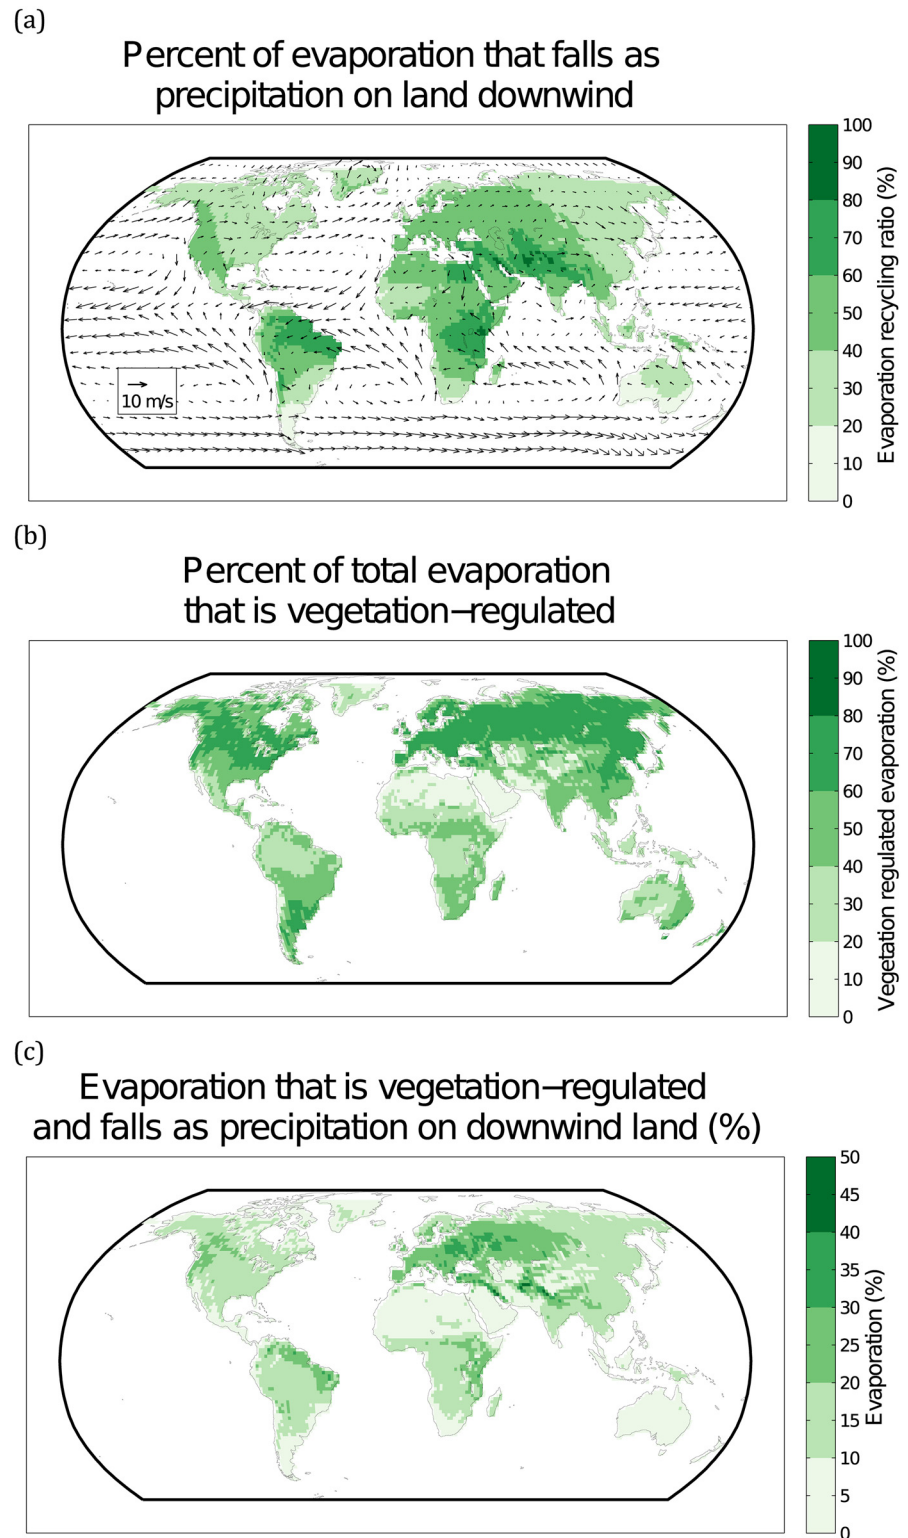 (a)
Percent of evaporation that falls as
precipitation on land downwind
10 m/s
100
90
80
70
60
50
40
30
20
10
0
Evaporation recycling ratio (%)
(b)
Percent of total evaporation
that is vegetation−regulated
100
90
80
70
60
50
40
30
20
10
0
Vegetation regulated evaporation (%)
(c)
Evaporation that is vegetation−regulated
and falls as precipitation on downwind land (%)
50
45
40
35
30
25
20
15
10
5
0
Evaporation (%)